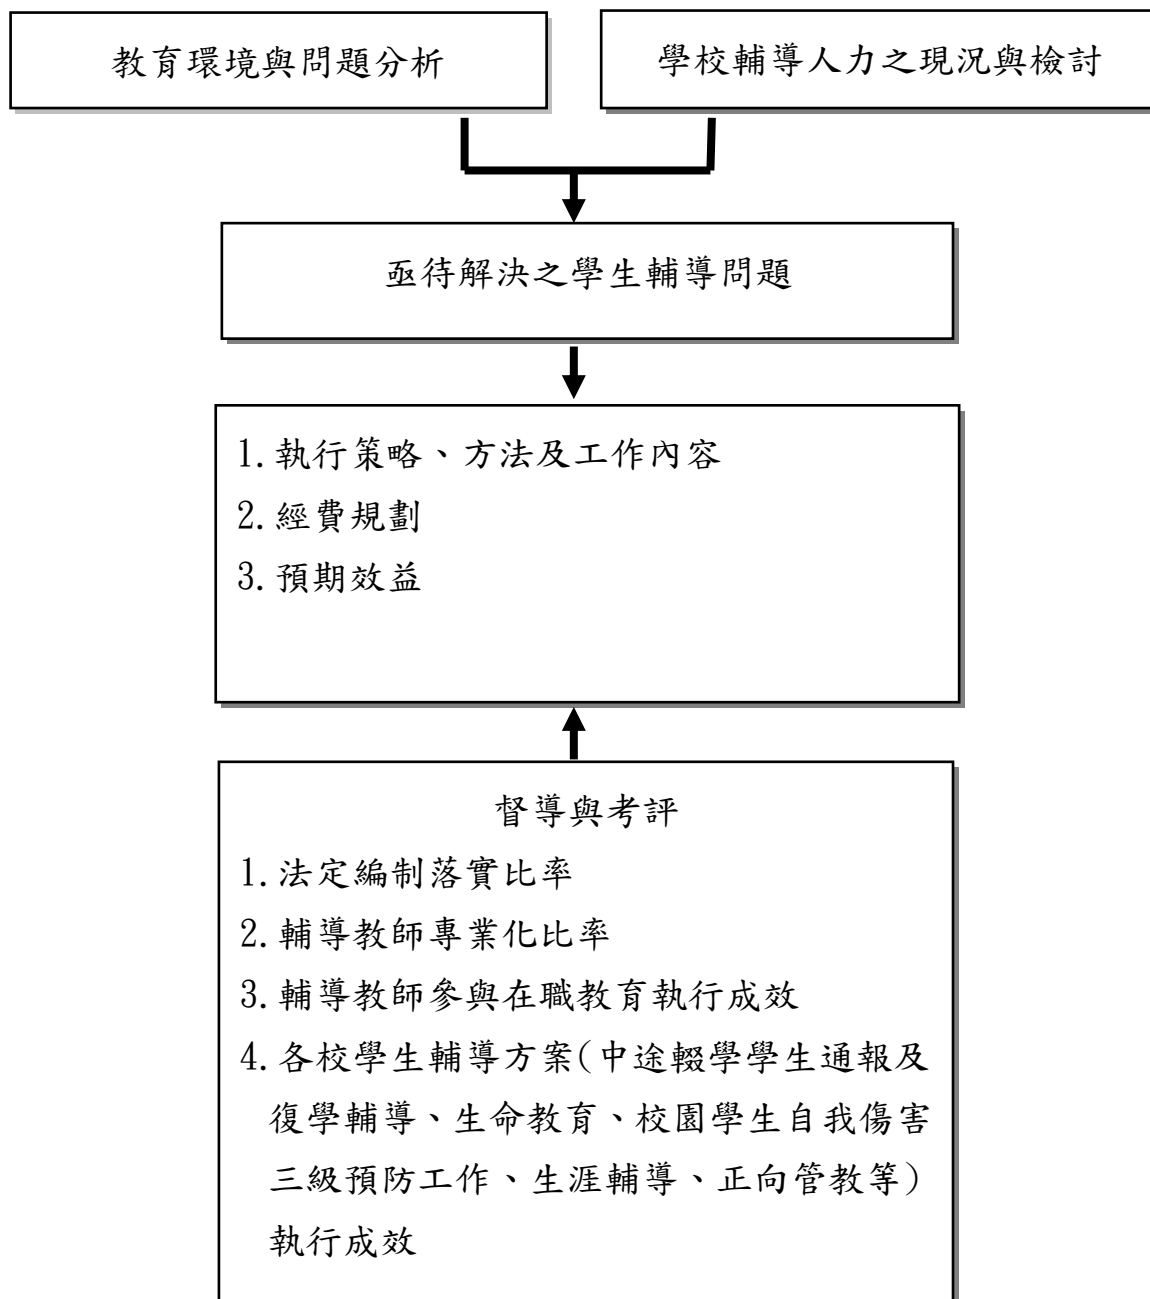 教育環境與問題分析
學校輔導人力之現況與檢討
亟待解決之學生輔導問題
1.執行策略、方法及工作內容
2.經費規劃
3.預期效益
督導與考評
1.法定編制落實比率
2.輔導教師專業化比率
3.輔導教師參與在職教育執行成效
4.各校學生輔導方案(中途輟學學生通報及
復學輔導、生命教育、校園學生自我傷害
三級預防工作、生涯輔導、正向管教等)
執行成效